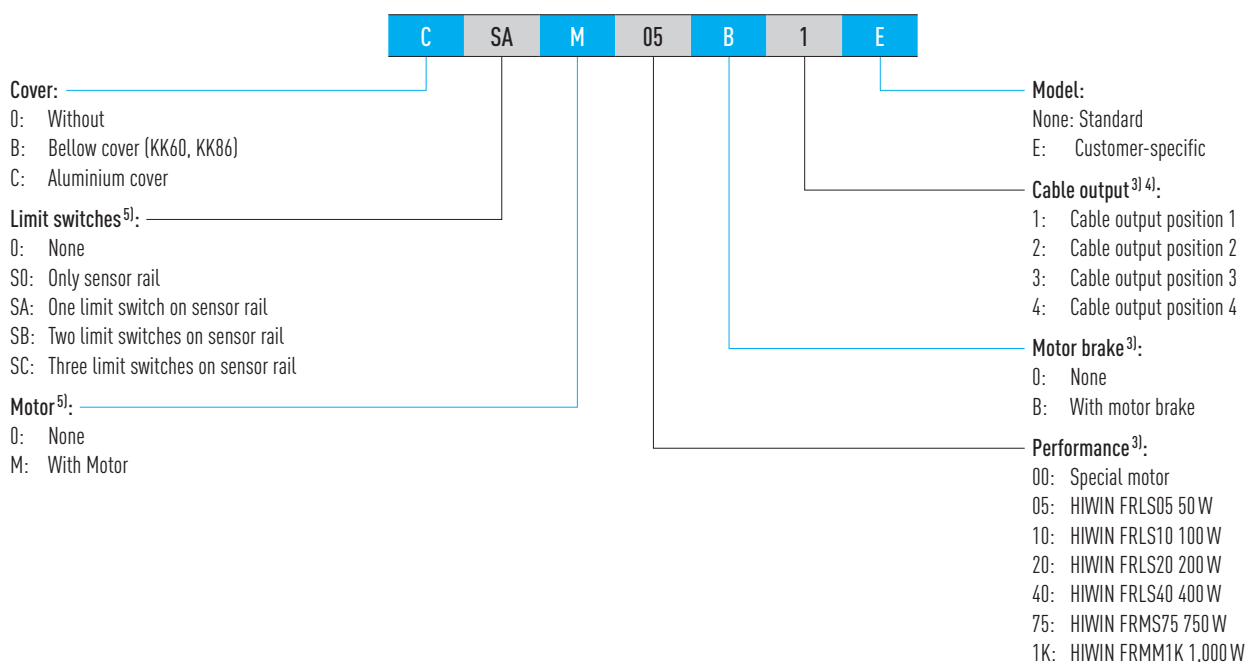 C SA M 05 B 1 E
Cover:
0: Without
B: Bellow cover (KK60, KK86)
C: Aluminium cover
Limit switches 5):
0: None
S0: Only sensor rail
SA: One limit switch on sensor rail
SB: Two limit switches on sensor rail
SC: Three limit switches on sensor rail
Motor 5):
0: None
M: With Motor
Model:
None: Standard
E: Customer-specific
Cable output 3) 4):
1: Cable output position 1
2: Cable output position 2
3: Cable output position 3
4: Cable output position 4
Motor brake 3):
0: None
B: With motor brake
Performance 3):
00: Special motor
05: HIWIN FRLS05 50 W
10: HIWIN FRLS10 100 W
20: HIWIN FRLS20 200 W
40: HIWIN FRLS40 400 W
75: HIWIN FRMS75 750 W
1K: HIWIN FRMM1K 1,000 W